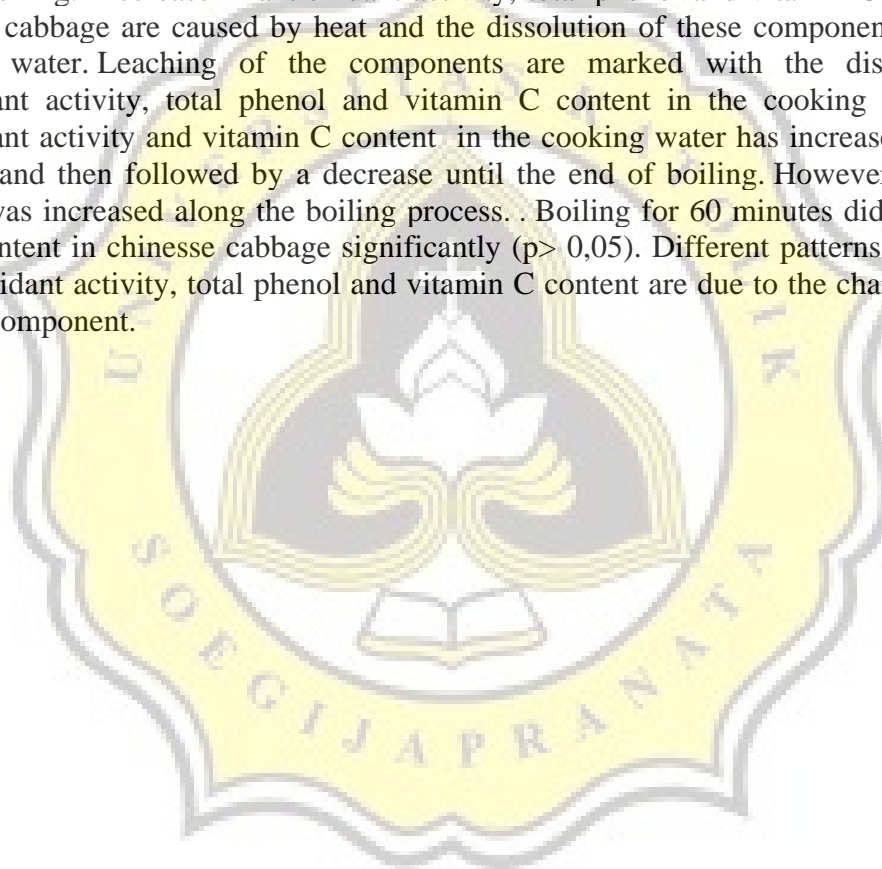 cabbage are caused by heat and the dissolution of these component
water. Leaching of the components are marked with the dis
ant activity, total phenol and vitamin C content in the cooking
ant activity and vitamin C content in the cooking water has increase
and then followed by a decrease until the end of boiling. However
was increased along the boiling process. . Boiling for 60 minutes did
ntent in chinesse cabbage significantly (p> 0,05). Different patterns
idant activity, total phenol and vitamin C content are due to the cha
omponent.
UNIVERSITAS KATOLIK
SOEGIJAPRANATA